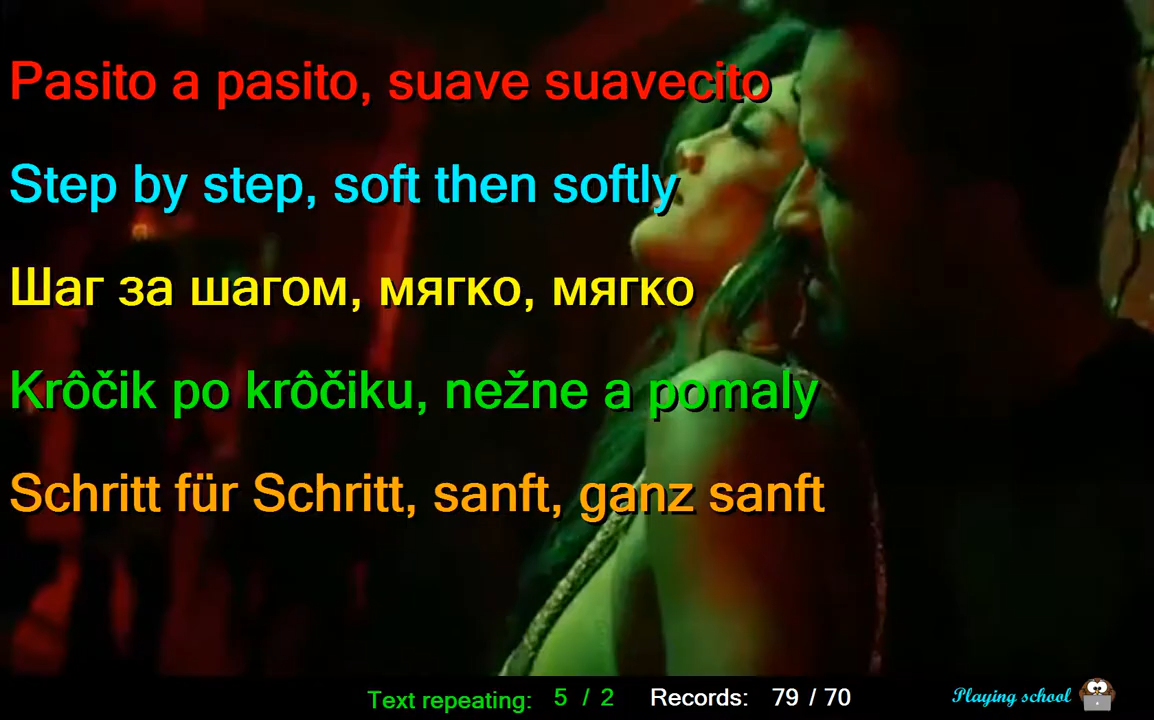 Pasito a pasito, suave suavecito
Step by step, soft then softly
Шаг за шагом, мягко, мягко
Krôčik po krôčiku, nežne a pomaly
Schritt für Schritt, sanft, ganz sanft
Text repeating: 5 / 2 Records: 79 / 70 Playing school